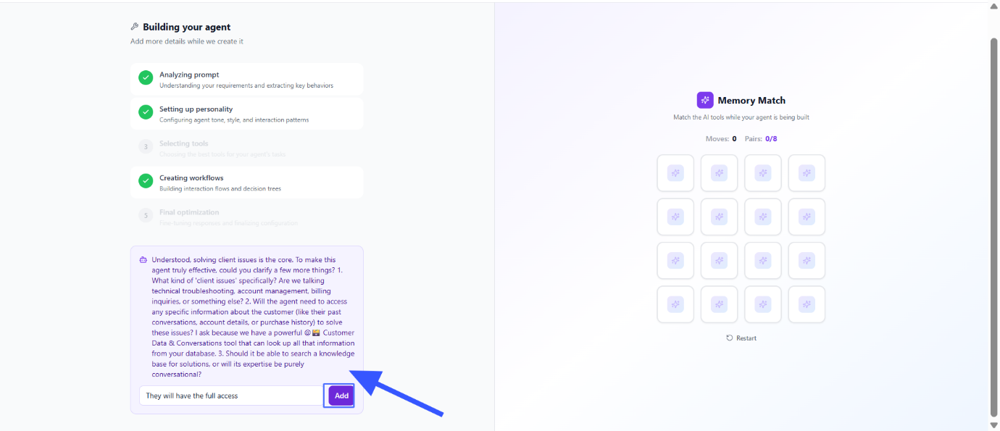 Building your agent
Add more details while we create it
Analyzing prompt
Understanding your requirements and extracting key behaviors
Setting up personality
Configuring agent tone, style, and interaction patterns
3
Selecting tools
Choosing the best tools for your agent's tasks
Creating workflows
Building interaction flows and decision trees
5
Final optimization
Fine-tuning responses and finalizing configuration
Understood, solving client issues is the core. To make this
agent truly effective, could you clarify a few more things? 1.
What kind of 'client issues' specifically? Are we talking
technical troubleshooting, account management, billing
inquiries, or something else? 2. Will the agent need to access
any specific information about the customer (like their past
conversations, account details, or purchase history) to solve
these issues? I ask because we have a powerful @🗃️ Customer
Data & Conversations tool that can look up all that information
from your database. 3. Should it be able to search a knowledge
base for solutions, or will its expertise be purely
conversational?
They will have the full access
Add
Memory Match
Match the AI tools while your agent is being built
Moves: 0 Pairs: 0/8
Restart